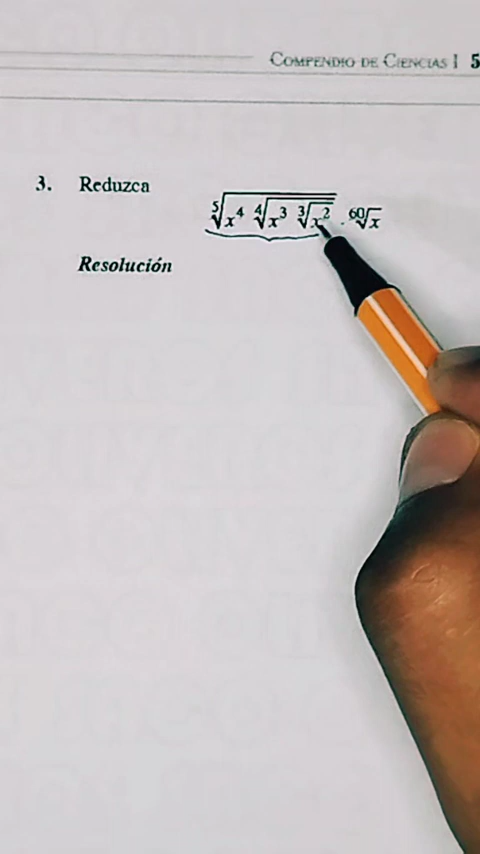 COMPENDIO DE CIENCIAS I 5
3. Reduzca
⁵√(x⁴ ⁴√(x³ ³√(x²))) · ⁶⁰√x
Resolución